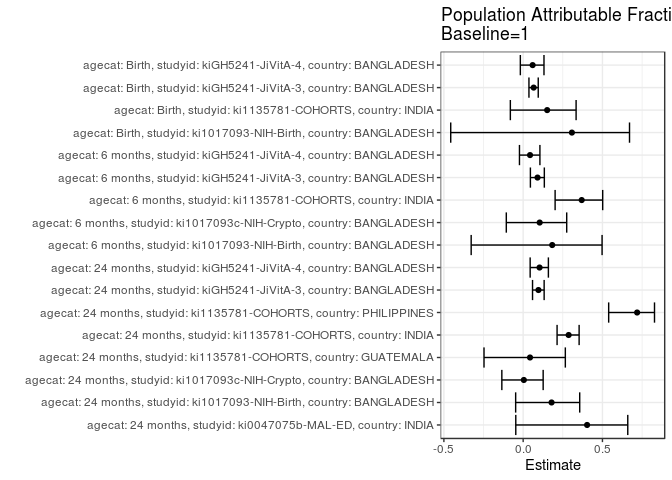 Population Attributable Fracti
Baseline=1
agecat: Birth, studyid: kiGH5241-JiVitA-4, country: BANGLADESH
agecat: Birth, studyid: kiGH5241-JiVitA-3, country: BANGLADESH
agecat: Birth, studyid: ki1135781-COHORTS, country: INDIA
agecat: Birth, studyid: ki1017093-NIH-Birth, country: BANGLADESH
agecat: 6 months, studyid: kiGH5241-JiVitA-4, country: BANGLADESH
agecat: 6 months, studyid: kiGH5241-JiVitA-3, country: BANGLADESH
agecat: 6 months, studyid: ki1135781-COHORTS, country: INDIA
agecat: 6 months, studyid: ki1017093c-NIH-Crypto, country: BANGLADESH
agecat: 6 months, studyid: ki1017093-NIH-Birth, country: BANGLADESH
agecat: 24 months, studyid: kiGH5241-JiVitA-4, country: BANGLADESH
agecat: 24 months, studyid: kiGH5241-JiVitA-3, country: BANGLADESH
agecat: 24 months, studyid: ki1135781-COHORTS, country: PHILIPPINES
agecat: 24 months, studyid: ki1135781-COHORTS, country: INDIA
agecat: 24 months, studyid: ki1135781-COHORTS, country: GUATEMALA
agecat: 24 months, studyid: ki1017093c-NIH-Crypto, country: BANGLADESH
agecat: 24 months, studyid: ki1017093-NIH-Birth, country: BANGLADESH
agecat: 24 months, studyid: ki0047075b-MAL-ED, country: INDIA
-0.5 0.0 0.5
Estimate